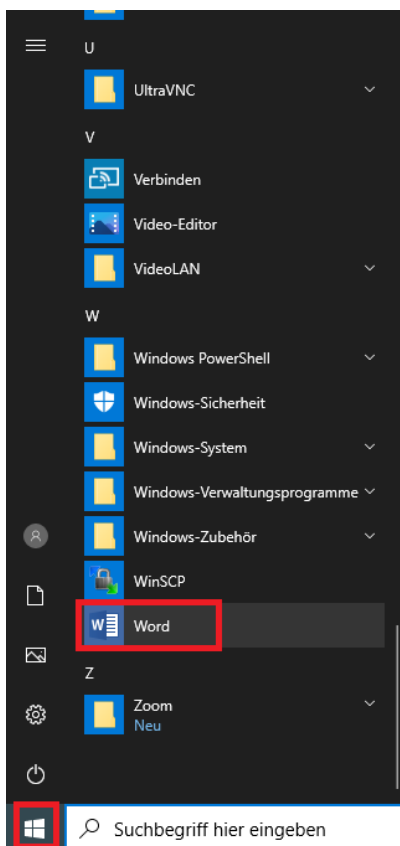 U
UltraVNC
V
Verbinden
Video-Editor
VideoLAN
W
Windows PowerShell
Windows-Sicherheit
Windows-System
Windows-Verwaltungsprogramme
Windows-Zubehör
WinSCP
W Word
Z
Zoom
Neu
Suchbegriff hier eingeben